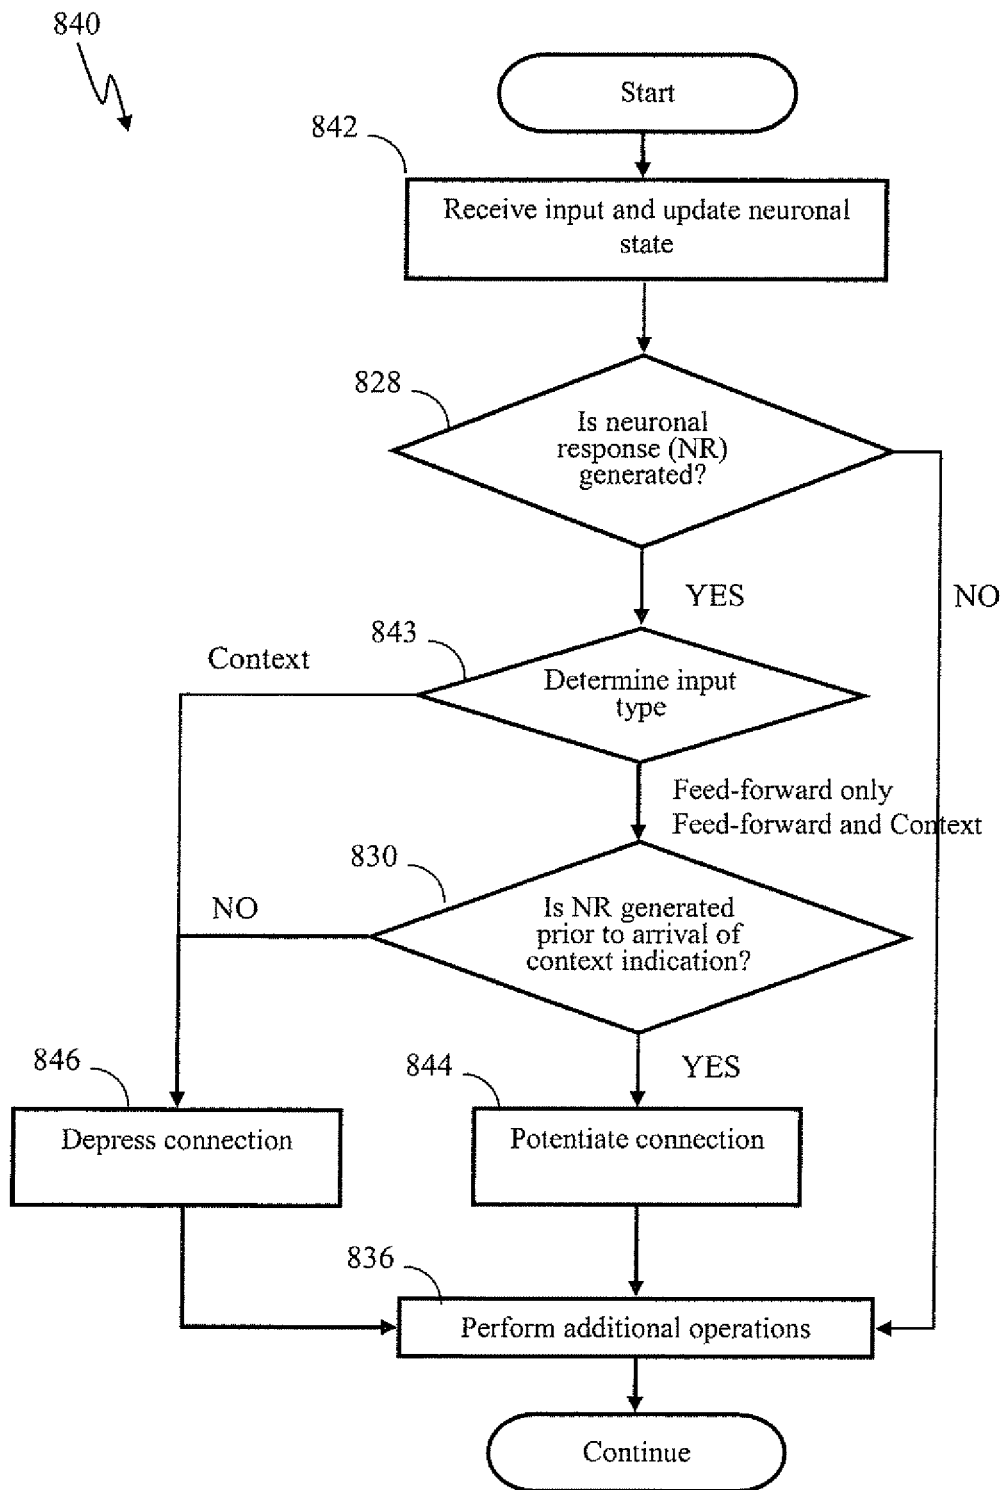 840
Start
842
Receive input and update neuronal
state
828
Is neuronal
response (NR)
generated?
YES
NO
843
Context
Determine input
type
Feed-forward only
Feed-forward and Context
830
NO
Is NR generated
prior to arrival of
context indication?
YES
846
844
Depress connection
Potentiate connection
836
Perform additional operations
Continue